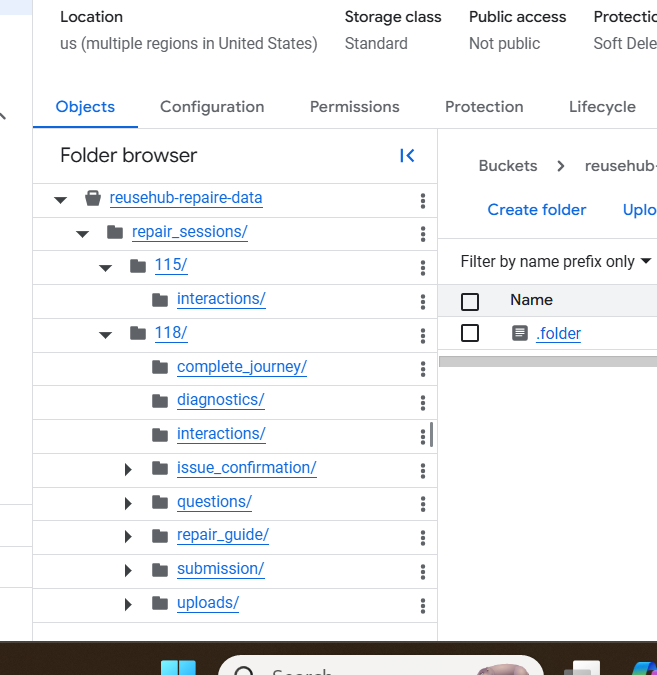 Location
Storage class
Public access
us (multiple regions in United States)
Standard
Not public
Soft Dele
Objects
Configuration
Permissions
Protection
Lifecycle
Folder browser
reusehub-repaire-data
repair_sessions/
115/
interactions/
118/
complete_journey/
diagnostics/
interactions/
issue_confirmation/
questions/
repair_guide/
submission/
uploads/
Buckets
reusehub-
Create folder
Uplo
Filter by name prefix only
Name
.folder